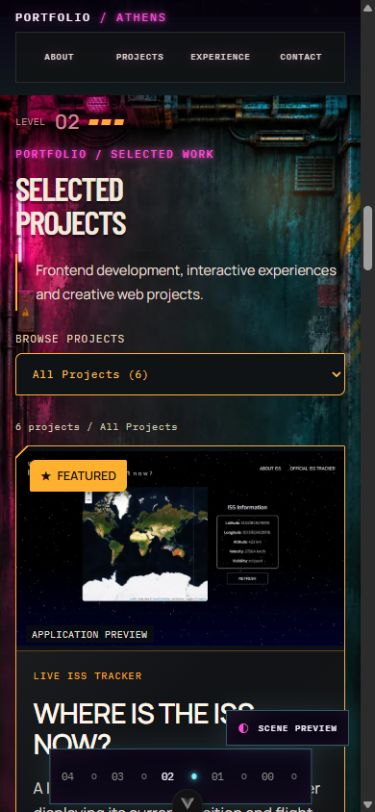 PORTFOLIO / ATHENS
ABOUT PROJECTS EXPERIENCE CONTACT
LEVEL 02
PORTFOLIO / SELECTED WORK
SELECTED
PROJECTS
Frontend development, interactive experiences
and creative web projects.
BROWSE PROJECTS
All Projects (6)
6 projects / All Projects
★ FEATURED
now?
ABOUT ISS OFFICIAL ISS TRACKER
ISS Information
REFRESH
APPLICATION PREVIEW
LIVE ISS TRACKER
WHERE IS THE ISS
NOW?
SCENE PREVIEW
04 03 02 01 00